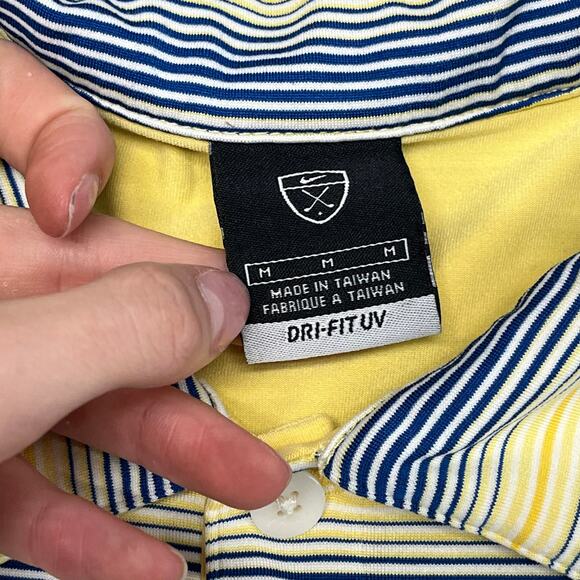 M M M
MADE IN TAIWAN
FABRIQUE A TAIWAN
DRI-FIT UV